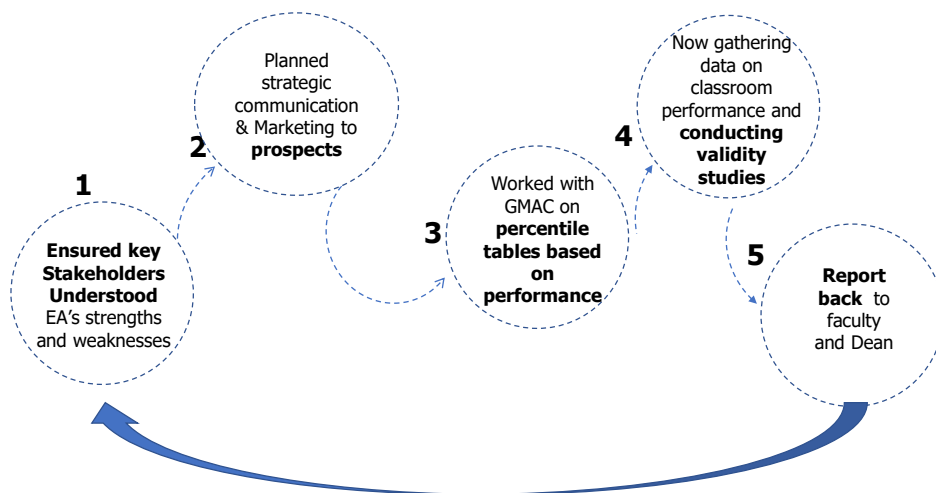 1
Ensured key
Stakeholders
Understood
EA's strengths
and weaknesses
2
Planned
strategic
communication
& Marketing to
prospects
3
Worked with
GMAC on
percentile
tables based
on
performance
4
Now gathering
data on
classroom
performance and
conducting
validity
studies
5
Report
back to
faculty
and Dean